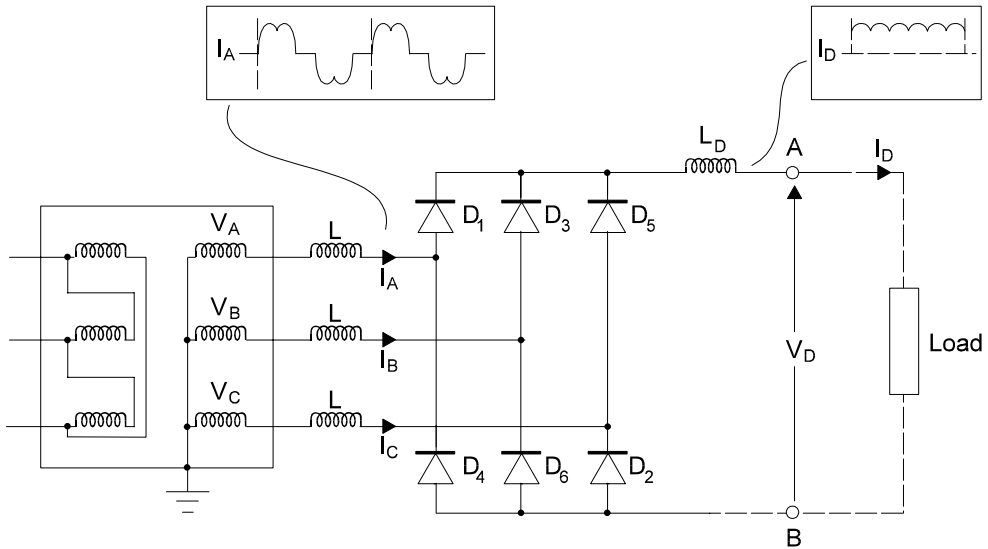 I_A
I_D
L_D
A
I_D
D_1
D_3
D_5
V_A
L
I_A
V_B
L
I_B
V_D
Load
V_C
L
I_C
D_4
D_6
D_2
B